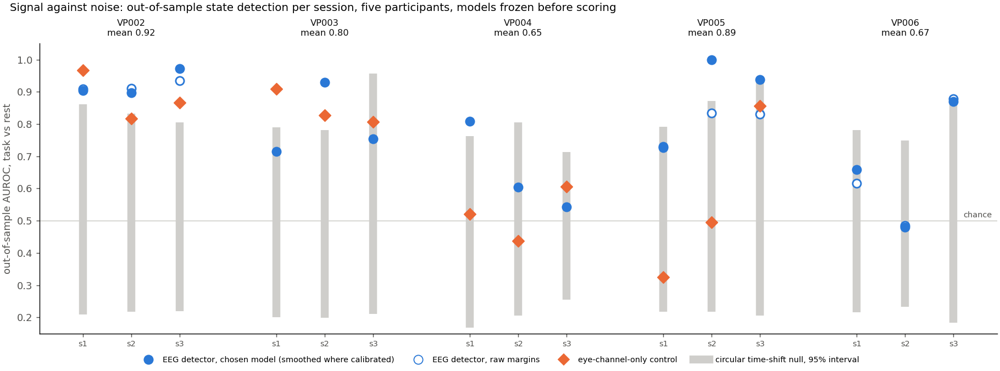 Signal against noise: out-of-sample state detection per session, five participants, models frozen before scoring
VP002
mean 0.92
VP003
mean 0.80
VP004
mean 0.65
VP005
mean 0.89
VP006
mean 0.67
out-of-sample AUROC, task vs rest
1.0
0.9
0.8
0.7
0.6
0.5
0.4
0.3
0.2
chance
s1 s2 s3 s1 s2 s3 s1 s2 s3 s1 s2 s3 s1 s2 s3
EEG detector, chosen model (smoothed where calibrated) EEG detector, raw margins eye-channel-only control circular time-shift null, 95% interval